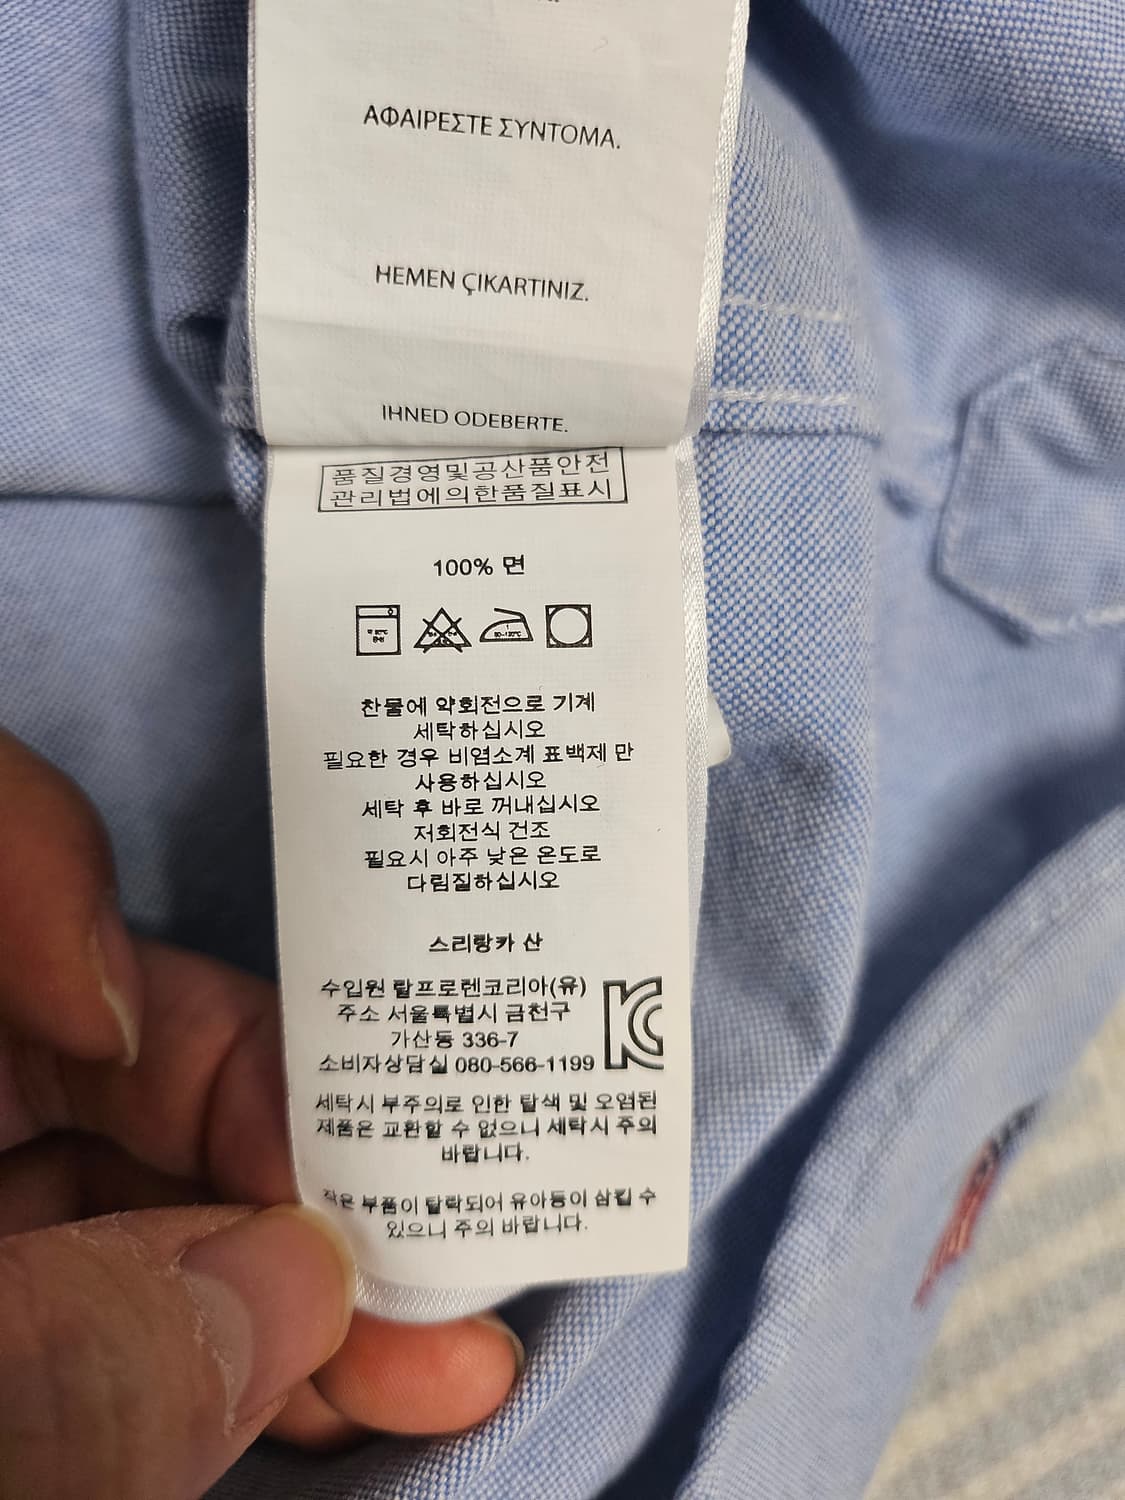 ΑΦΑΙΡΕΣΤΕ ΣΥΝΤΟΜΑ.
HEMEN ÇIKARTINIZ.
IHNED ODEBERTE.
품질경영및공산품안전
관리법에의한품질표시
100% 면
찬물에 약회전으로 기계
세탁하십시오
필요한 경우 비염소계 표백제 만
사용하십시오
세탁 후 바로 꺼내십시오
저회전식 건조
필요시 아주 낮은 온도로
다림질하십시오
스리랑카 산
수입원 랄프로렌코리아(유)
주소 서울특별시 금천구
가산동 336-7
소비자상담실 080-566-1199
세탁시 부주의로 인한 탈색 및 오염된
제품은 교환할 수 없으니 세탁시 주의
바랍니다.
작은 부품이 탈락되어 유아등이 삼킬 수
있으니 주의 바랍니다.